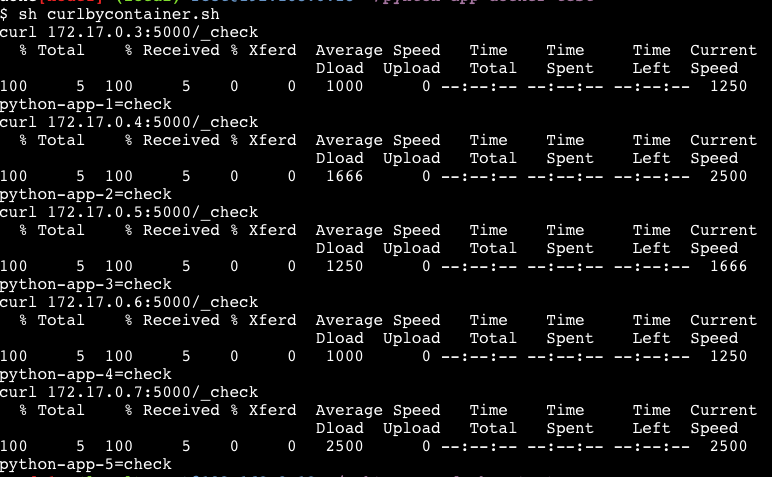 $ sh curlbycontainer.sh
curl 172.17.0.3:5000/_check
% Total % Received % Xferd Average Speed Time Time Time Current
Dload Upload Total Spent Left Speed
100 5 100 5 0 0 1000 0 --:--:-- --:--:-- --:--:-- 1250
python-app-1=check
curl 172.17.0.4:5000/_check
% Total % Received % Xferd Average Speed Time Time Time Current
Dload Upload Total Spent Left Speed
100 5 100 5 0 0 1666 0 --:--:-- --:--:-- --:--:-- 2500
python-app-2=check
curl 172.17.0.5:5000/_check
% Total % Received % Xferd Average Speed Time Time Time Current
Dload Upload Total Spent Left Speed
100 5 100 5 0 0 1250 0 --:--:-- --:--:-- --:--:-- 1666
python-app-3=check
curl 172.17.0.6:5000/_check
% Total % Received % Xferd Average Speed Time Time Time Current
Dload Upload Total Spent Left Speed
100 5 100 5 0 0 1000 0 --:--:-- --:--:-- --:--:-- 1250
python-app-4=check
curl 172.17.0.7:5000/_check
% Total % Received % Xferd Average Speed Time Time Time Current
Dload Upload Total Spent Left Speed
100 5 100 5 0 0 2500 0 --:--:-- --:--:-- --:--:-- 2500
python-app-5=check